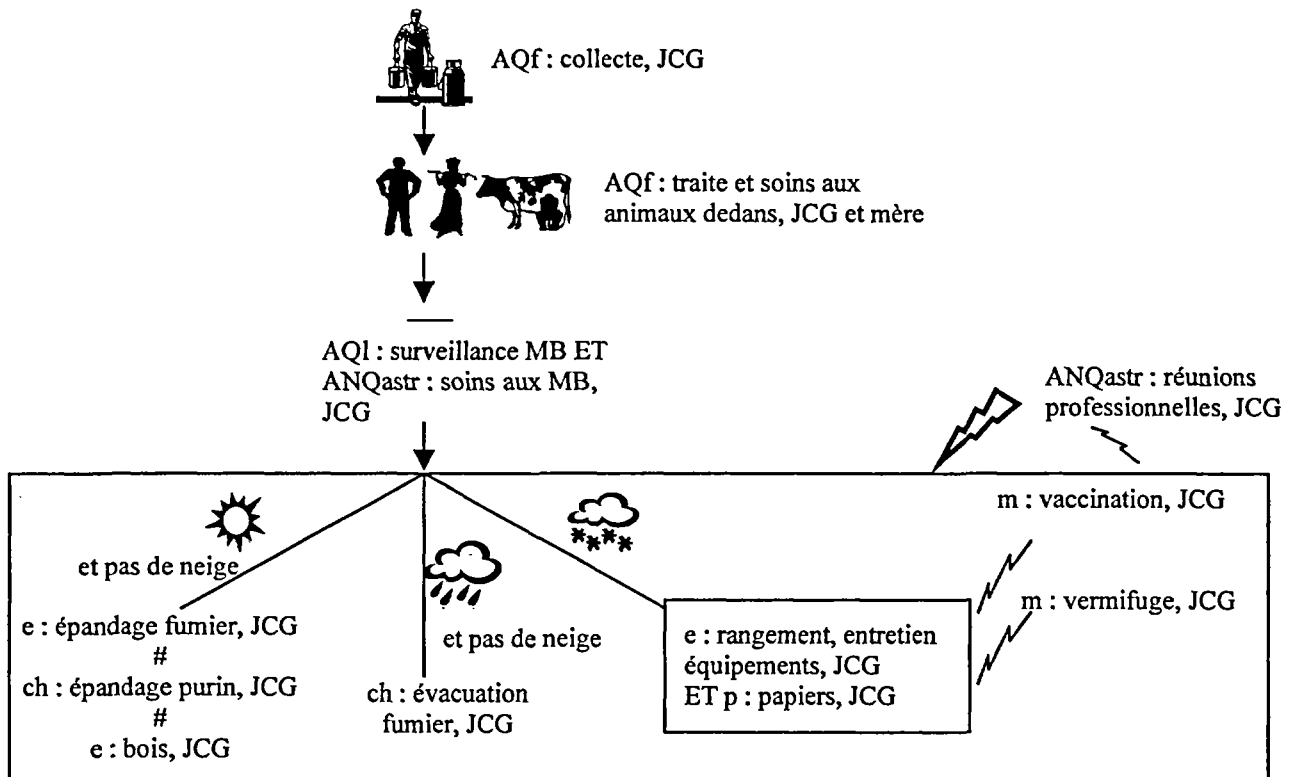 AQf : collecte, JCG
AQf : traite et soins aux
animaux dedans, JCG et mère
AQl : surveillance MB ET
ANQastr : soins aux MB,
JCG
ANQastr : réunions
professionnelles, JCG
m : vaccination, JCG
et pas de neige
m : vermifuge, JCG
e : épandage fumier, JCG
#
ch : épandage purin, JCG
#
e : bois, JCG
et pas de neige
ch : évacuation
fumier, JCG
e : rangement, entretien
équipements, JCG
ET p : papiers, JCG